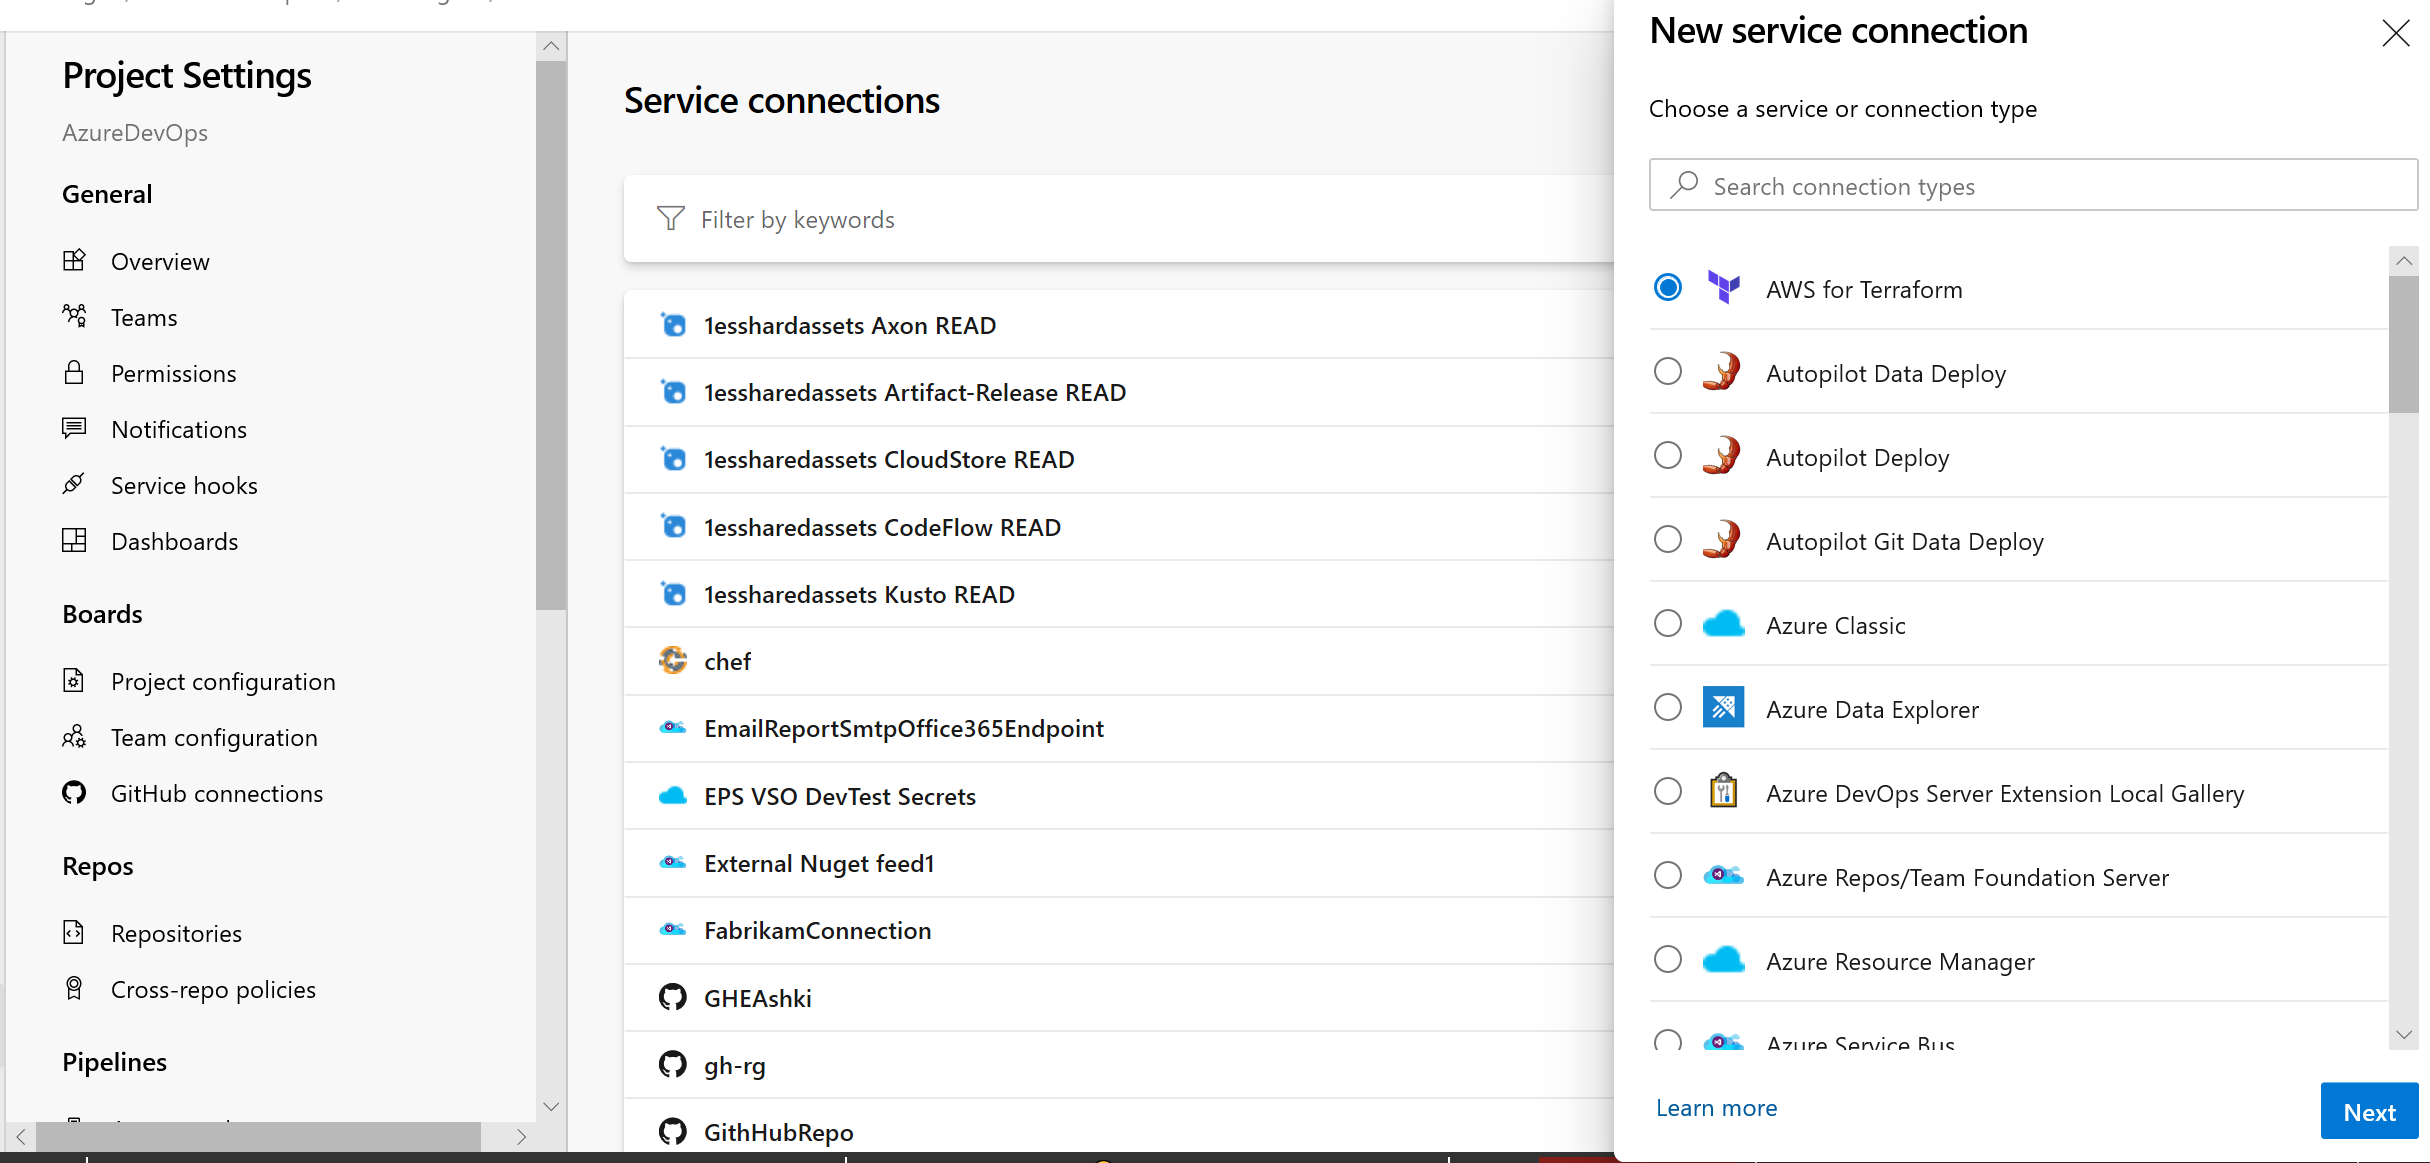 Project Settings
AzureDevOps
General
Overview
Teams
Permissions
Notifications
Service hooks
Dashboards
Boards
Project configuration
Team configuration
GitHub connections
Repos
Repositories
Cross-repo policies
Pipelines
Service connections
Filter by keywords
1esshardassets Axon READ
1essharedassets Artifact-Release READ
1essharedassets CloudStore READ
1essharedassets CodeFlow READ
1essharedassets Kusto READ
chef
EmailReportSmtpOffice365Endpoint
EPS VSO DevTest Secrets
External Nuget feed1
FabrikamConnection
GHEAshki
gh-rg
GithHubRepo
New service connection
Choose a service or connection type
Search connection types
AWS for Terraform
Autopilot Data Deploy
Autopilot Deploy
Autopilot Git Data Deploy
Azure Classic
Azure Data Explorer
Azure DevOps Server Extension Local Gallery
Azure Repos/Team Foundation Server
Azure Resource Manager
Azure Service Bus
Learn more
Next